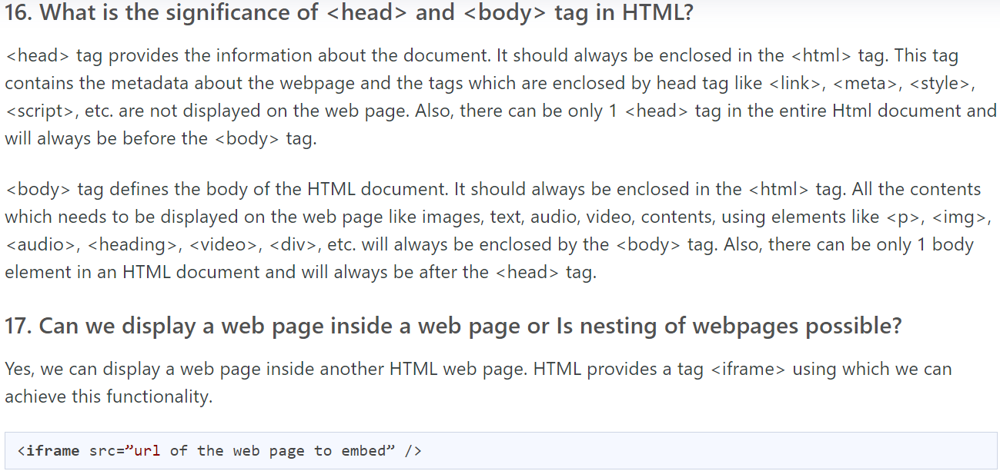 16. What is the significance of <head> and <body> tag in HTML?
<head> tag provides the information about the document. It should always be enclosed in the <html> tag. This tag
contains the metadata about the webpage and the tags which are enclosed by head tag like <link>, <meta>, <style>,
<script>, etc. are not displayed on the web page. Also, there can be only 1 <head> tag in the entire Html document and
will always be before the <body> tag.
<body> tag defines the body of the HTML document. It should always be enclosed in the <html> tag. All the contents
which needs to be displayed on the web page like images, text, audio, video, contents, using elements like <p>, <img>,
<audio>, <heading>, <video>, <div>, etc. will always be enclosed by the <body> tag. Also, there can be only 1 body
element in an HTML document and will always be after the <head> tag.
17. Can we display a web page inside a web page or Is nesting of webpages possible?
Yes, we can display a web page inside another HTML web page. HTML provides a tag <iframe> using which we can
achieve this functionality.
<iframe src=”url of the web page to embed” />